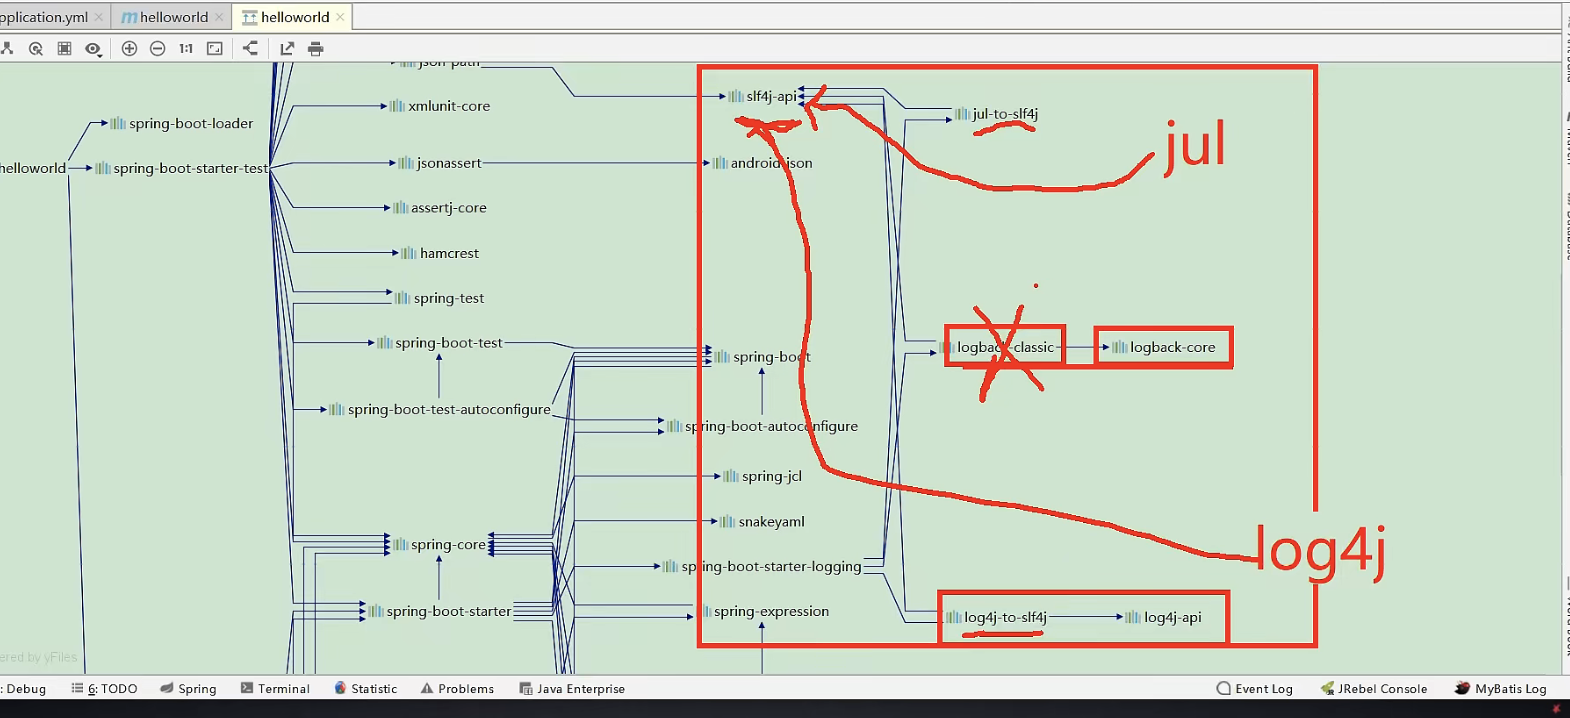 pplication.yml
helloworld
helloworld
1:1
json-path
slf4j-api
xmlunit-core
jul-to-slf4j
jul
spring-boot-loader
helloworld
spring-boot-starter-test
jsonassert
android-json
assertj-core
hamcrest
spring-test
spring-boot-test
spring-boot
logback-classic
logback-core
spring-boot-test-autoconfigure
spring-boot-autoconfigure
spring-jcl
snakeyaml
spring-core
log4j
spring-boot-starter-logging
spring-boot-starter
spring-expression
log4j-to-slf4j
log4j-api
ered by yFiles
: Debug
6: TODO
Spring
Terminal
Statistic
Problems
Java Enterprise
Event Log
JRebel Console
MyBatis Log